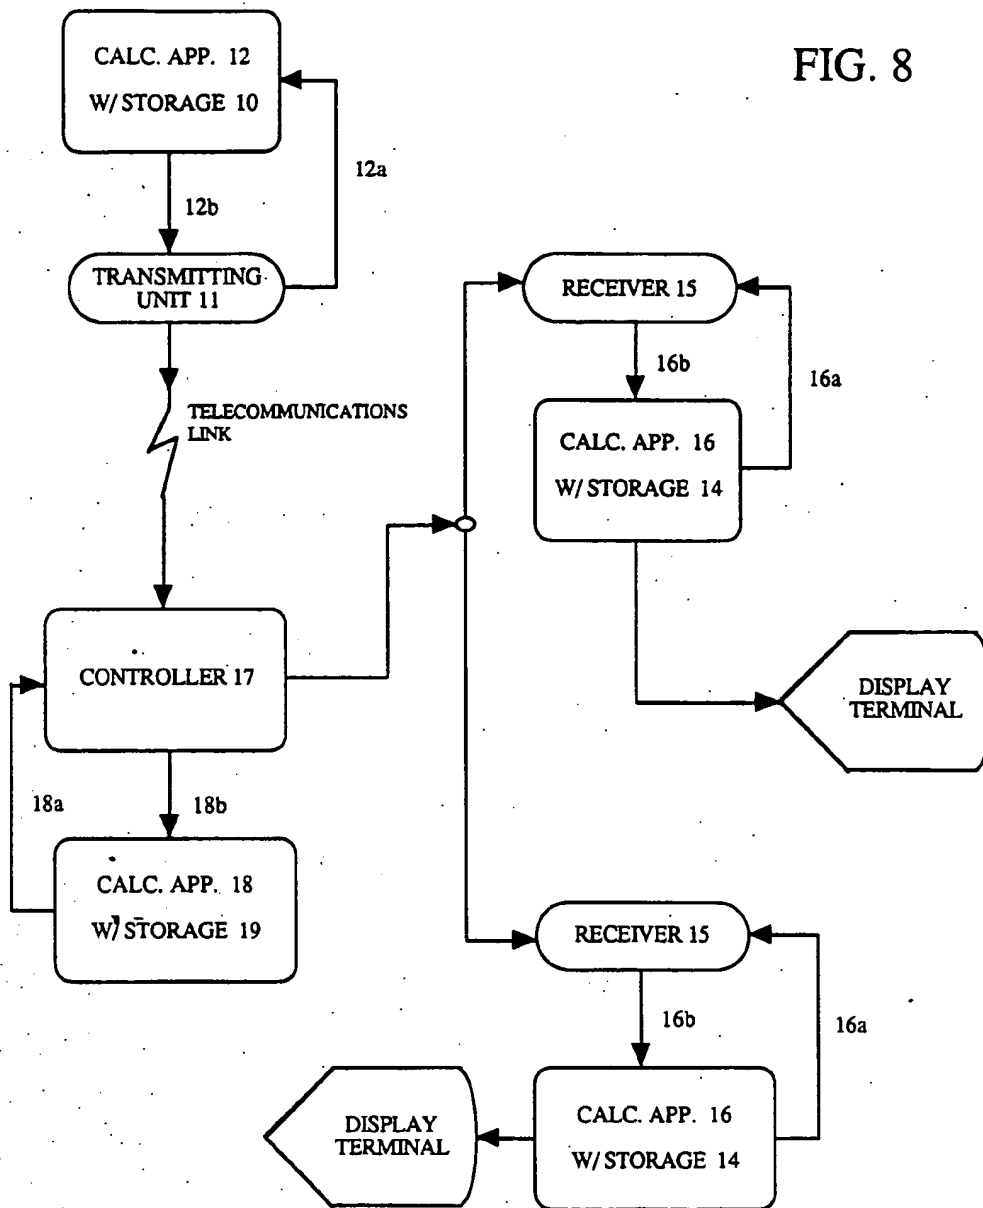 FIG. 8
CALC. APP. 12
W/ STORAGE 10
12a
12b
TRANSMITTING
UNIT 11
TELECOMMUNICATIONS
LINK
CONTROLLER 17
18a
18b
CALC. APP. 18
W/ STORAGE 19
RECEIVER 15
16b
16a
CALC. APP. 16
W/ STORAGE 14
DISPLAY
TERMINAL
RECEIVER 15
16b
16a
CALC. APP. 16
W/ STORAGE 14
DISPLAY
TERMINAL